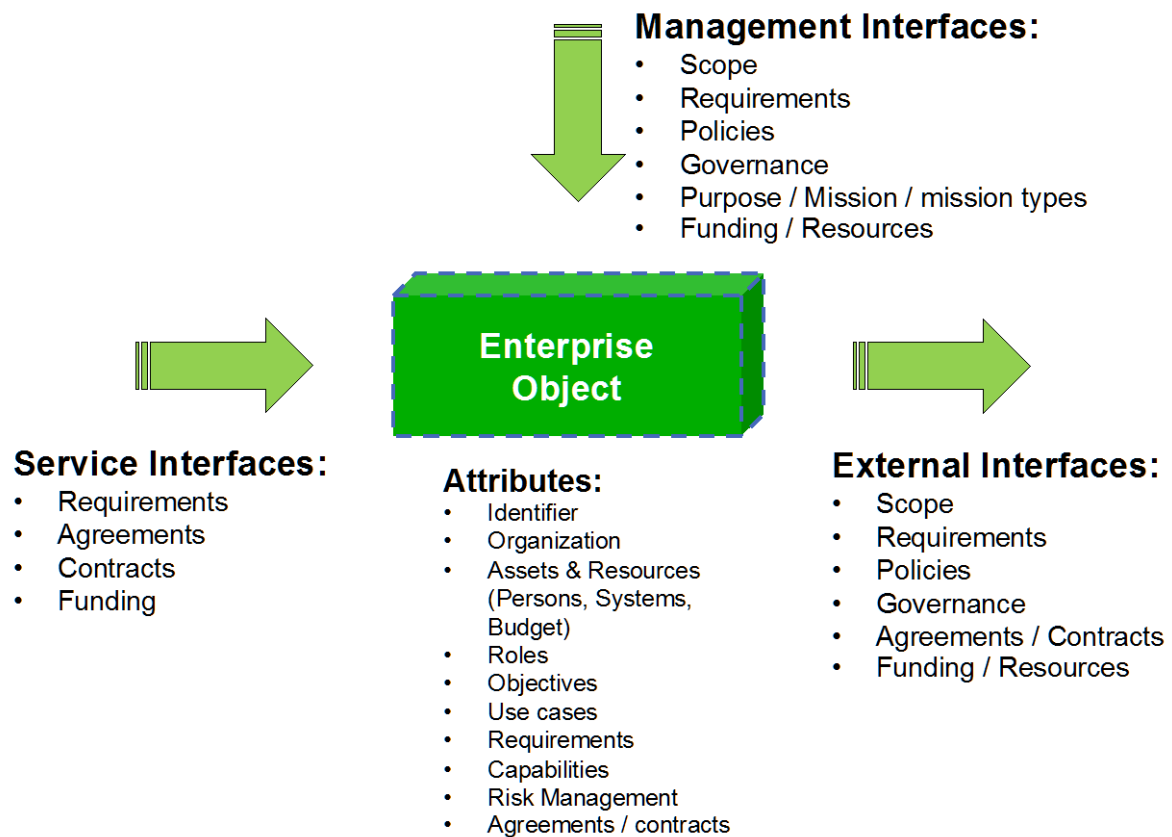 Management Interfaces:
• Scope
• Requirements
• Policies
• Governance
• Purpose / Mission / mission types
• Funding / Resources
Enterprise
Object
Service Interfaces:
• Requirements
• Agreements
• Contracts
• Funding
Attributes:
• Identifier
• Organization
• Assets & Resources
(Persons, Systems,
Budget)
• Roles
• Objectives
• Use cases
• Requirements
• Capabilities
• Risk Management
• Agreements / contracts
External Interfaces:
• Scope
• Requirements
• Policies
• Governance
• Agreements / Contracts
• Funding / Resources